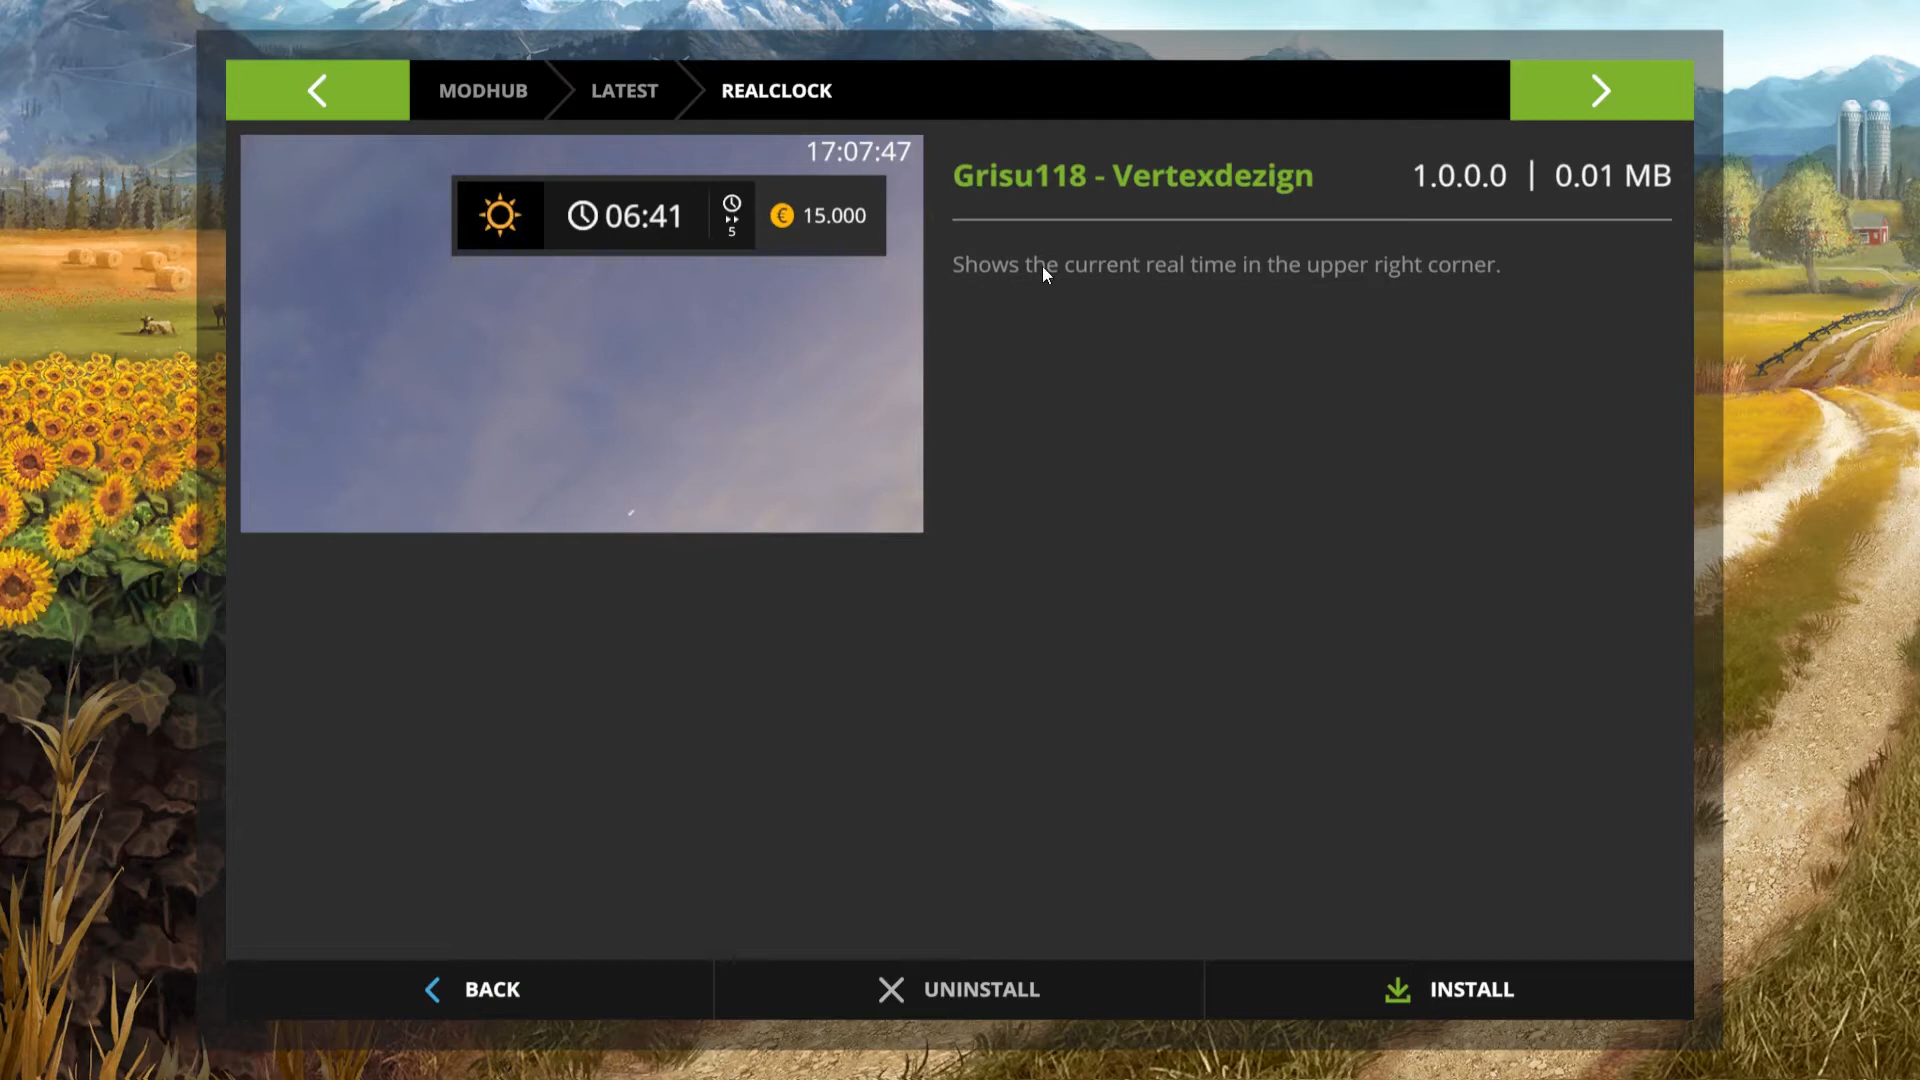 MODHUB LATEST REALCLOCK
17:07:47
06:41 5 € 15.000
Grisu118 - Vertexdezign 1.0.0.0 | 0.01 MB
Shows the current real time in the upper right corner.
BACK UNINSTALL INSTALL